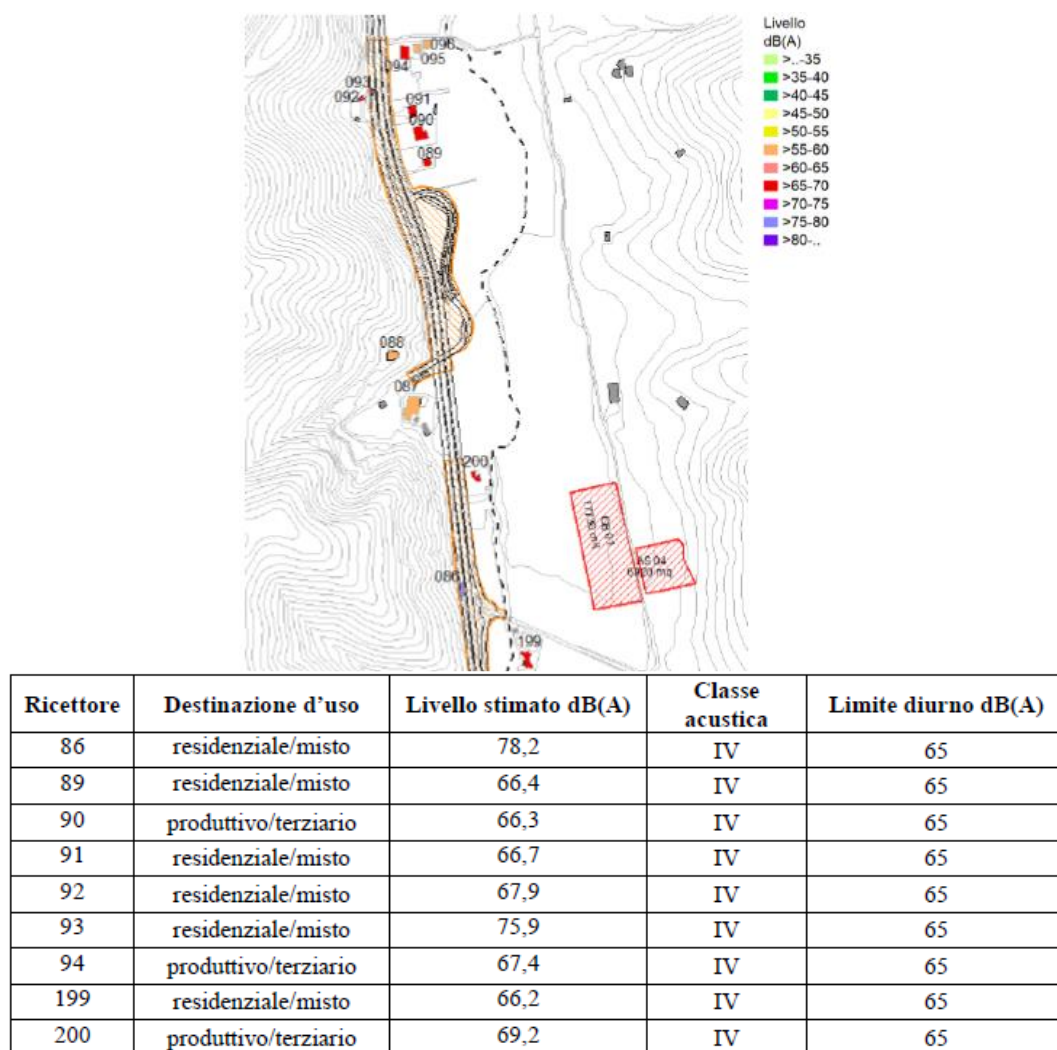 Livello
dB(A)
>..-35
>35-40
>40-45
>45-50
>50-55
>55-60
>60-65
>65-70
>70-75
>75-80
>80-..
096
095
094
093
092
091
090
089
088
087
200
086
199
6920 mq
Ricettore Destinazione d'uso Livello stimato dB(A) Classe acustica Limite diurno dB(A)
86 residenziale/misto 78,2 IV 65
89 residenziale/misto 66,4 IV 65
90 produttivo/terziario 66,3 IV 65
91 residenziale/misto 66,7 IV 65
92 residenziale/misto 67,9 IV 65
93 residenziale/misto 75,9 IV 65
94 produttivo/terziario 67,4 IV 65
199 residenziale/misto 66,2 IV 65
200 produttivo/terziario 69,2 IV 65